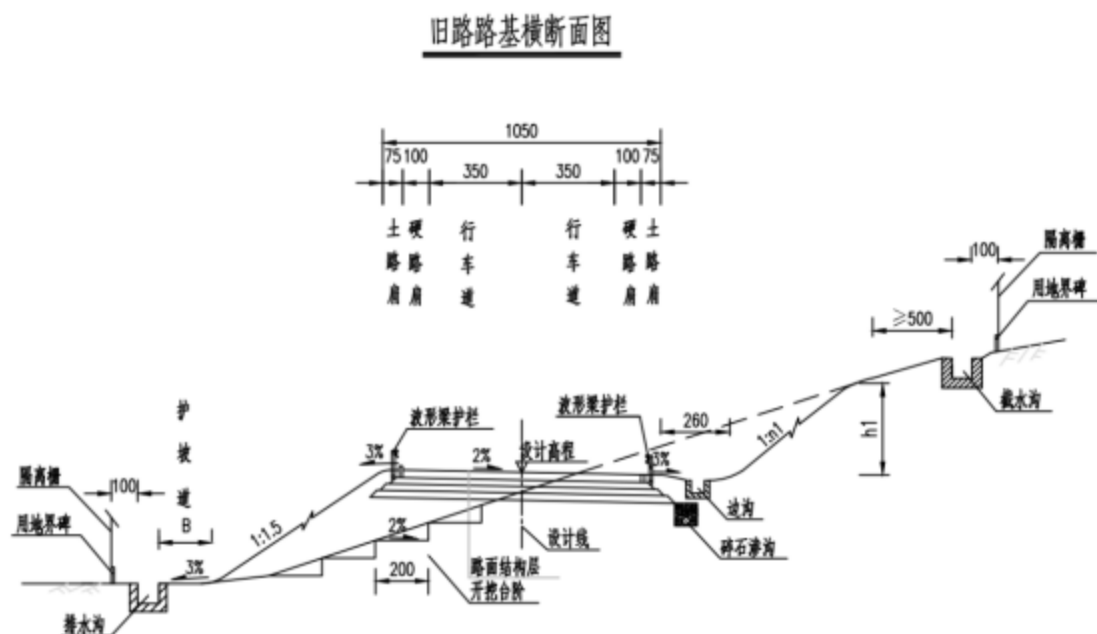 旧路路基横断面图
1050
75 100 350 350 100 75
土路肩 硬路肩 行车道 行车道 硬路肩 土路肩
100
隔离栅
用地界碑
≥500
截水沟
护坡道
B
波形梁护栏
波形梁护栏
260
1:n1
h1
3%
2%
设计高程
3%
隔离栅
100
用地界碑
1:1.5
边沟
2%
设计线
碎石渗沟
3%
200
路面结构层
开挖台阶
排水沟